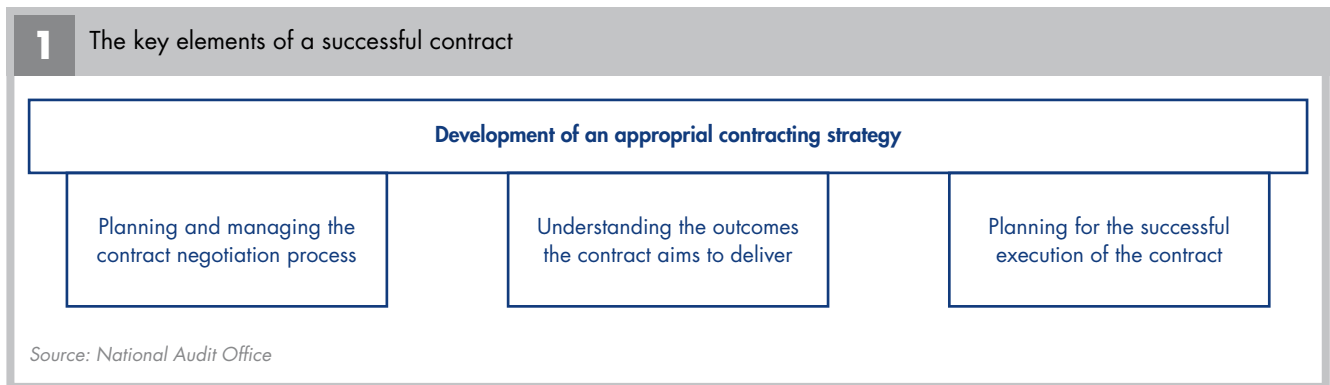 1
The key elements of a successful contract
Development of an approprial contracting strategy
Planning and managing the
contract negotiation process
Understanding the outcomes
the contract aims to deliver
Planning for the successful
execution of the contract
Source: National Audit Office